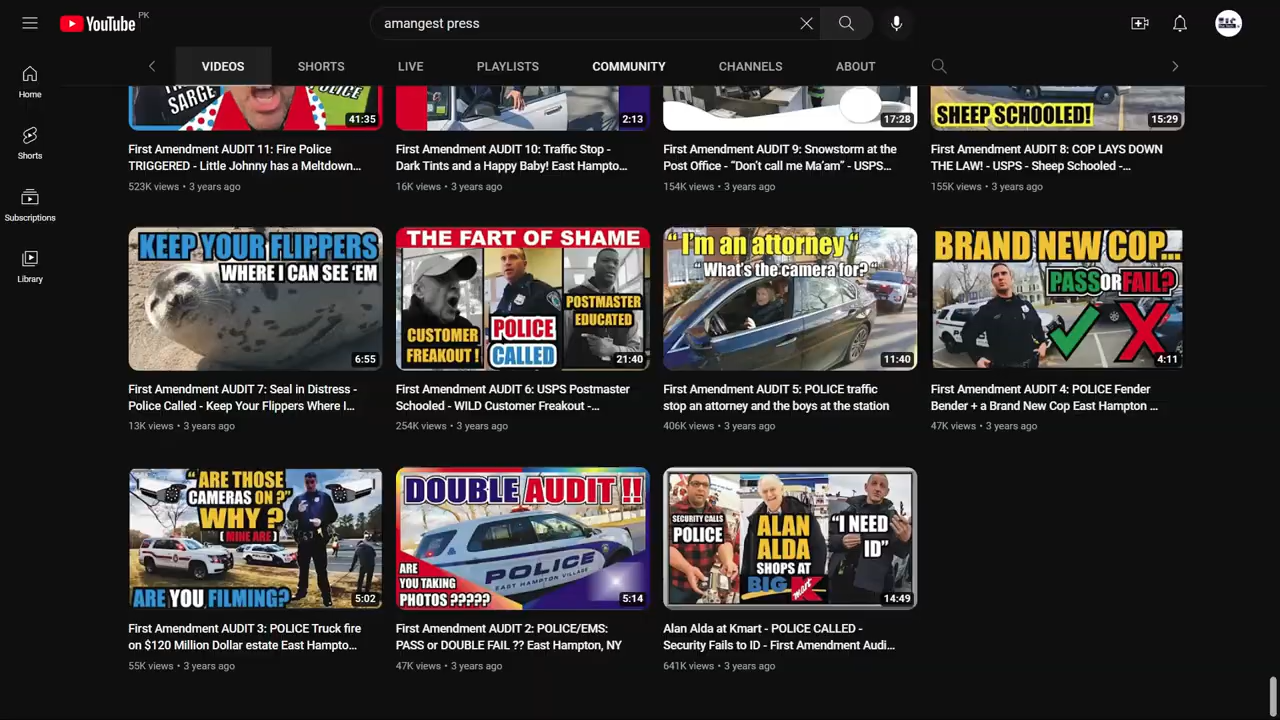 YouTube PK
amangest press
VIDEOS SHORTS LIVE PLAYLISTS COMMUNITY CHANNELS ABOUT
Home
Shorts
Subscriptions
Library
SARGE
POLICE
41:35
2:13
17:28
SHEEP SCHOOLED!
15:29
First Amendment AUDIT 11: Fire Police
TRIGGERED - Little Johnny has a Meltdown...
523K views • 3 years ago
First Amendment AUDIT 10: Traffic Stop -
Dark Tints and a Happy Baby! East Hampto...
16K views • 3 years ago
First Amendment AUDIT 9: Snowstorm at the
Post Office - “Don't call me Ma'am” - USPS...
154K views • 3 years ago
First Amendment AUDIT 8: COP LAYS DOWN
THE LAW! - USPS - Sheep Schooled -...
155K views • 3 years ago
KEEP YOUR FLIPPERS
WHERE I CAN SEE 'EM
6:55
THE FART OF SHAME
CUSTOMER
FREAKOUT !
POLICE
CALLED
POSTMASTER
EDUCATED
21:40
"I'm an attorney"
"What's the camera for?"
11:40
BRAND NEW COP...
PASS OR FAIL?
4:11
First Amendment AUDIT 7: Seal in Distress -
Police Called - Keep Your Flippers Where I...
13K views • 3 years ago
First Amendment AUDIT 6: USPS Postmaster
Schooled - WILD Customer Freakout -...
254K views • 3 years ago
First Amendment AUDIT 5: POLICE traffic
stop an attorney and the boys at the station
406K views • 3 years ago
First Amendment AUDIT 4: POLICE Fender
Bender + a Brand New Cop East Hampton ...
47K views • 3 years ago
"ARE THOSE
CAMERAS ON ?"
WHY ?
( MINE ARE )
ARE YOU FILMING?
5:02
DOUBLE AUDIT !!
POLICE
EAST HAMPTON VILLAGE
ARE
YOU TAKING
PHOTOS ?????
5:14
SECURITY CALLS
POLICE
ALAN
ALDA
SHOPS AT
BIG K mart
"I NEED
ID"
14:49
First Amendment AUDIT 3: POLICE Truck fire
on $120 Million Dollar estate East Hampto...
55K views • 3 years ago
First Amendment AUDIT 2: POLICE/EMS:
PASS or DOUBLE FAIL ?? East Hampton, NY
47K views • 3 years ago
Alan Alda at Kmart - POLICE CALLED -
Security Fails to ID - First Amendment Audi...
641K views • 3 years ago